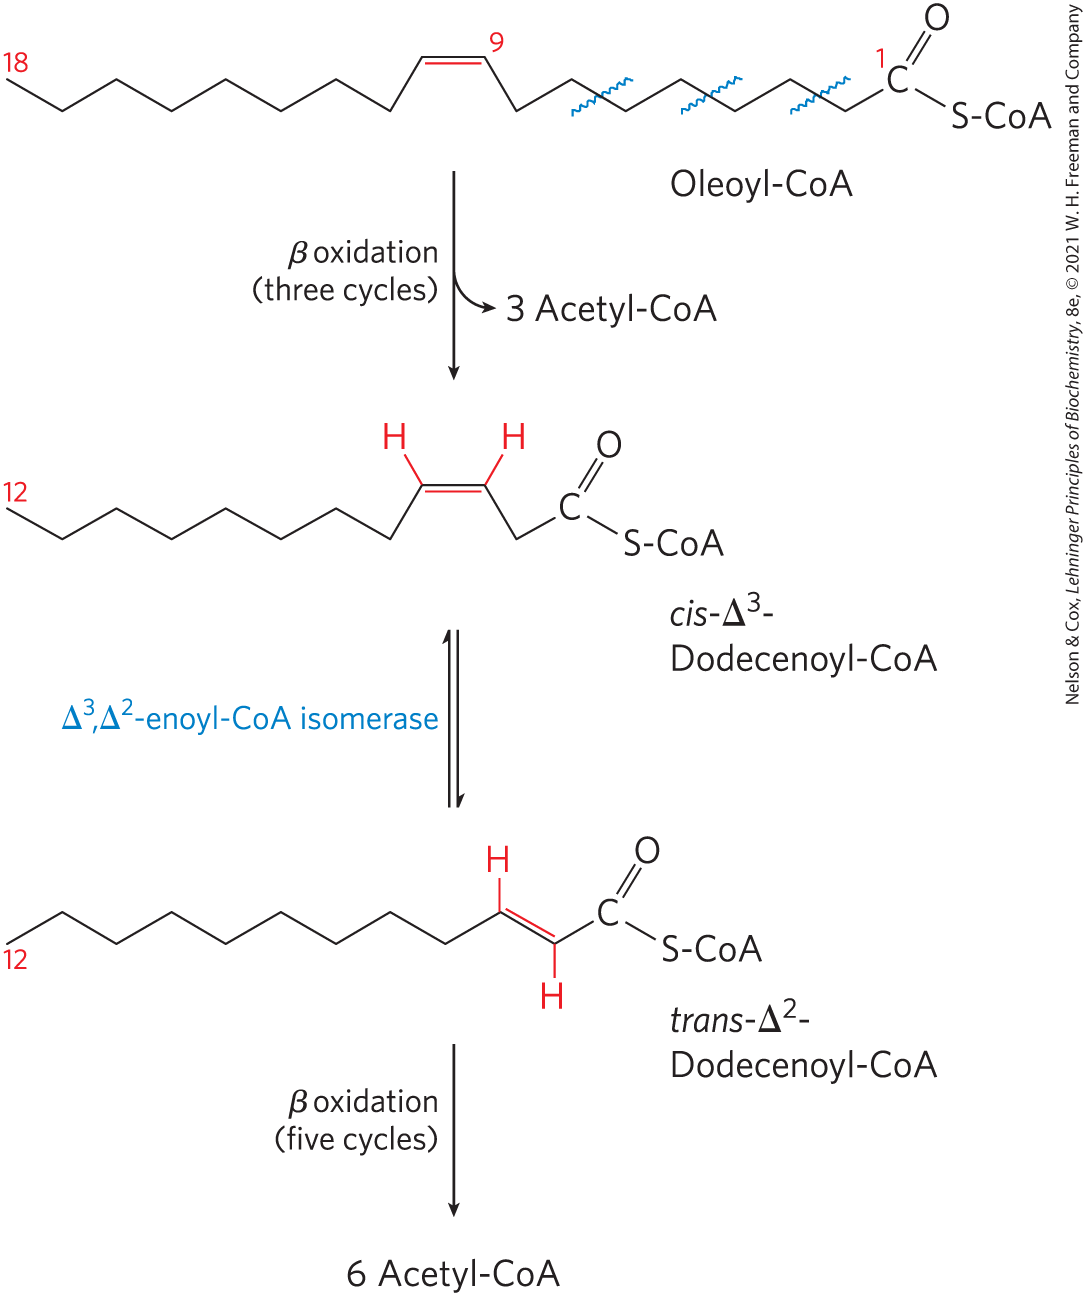 18
9
1
C
O
S-CoA
Oleoyl-CoA
β oxidation
(three cycles)
3 Acetyl-CoA
12
H
H
C
O
S-CoA
cis-Δ³-
Dodecenoyl-CoA
Δ³,Δ²-enoyl-CoA isomerase
12
H
H
C
O
S-CoA
trans-Δ²-
Dodecenoyl-CoA
β oxidation
(five cycles)
6 Acetyl-CoA
Nelson & Cox, Lehninger Principles of Biochemistry, 8e, © 2021 W. H. Freeman and Company